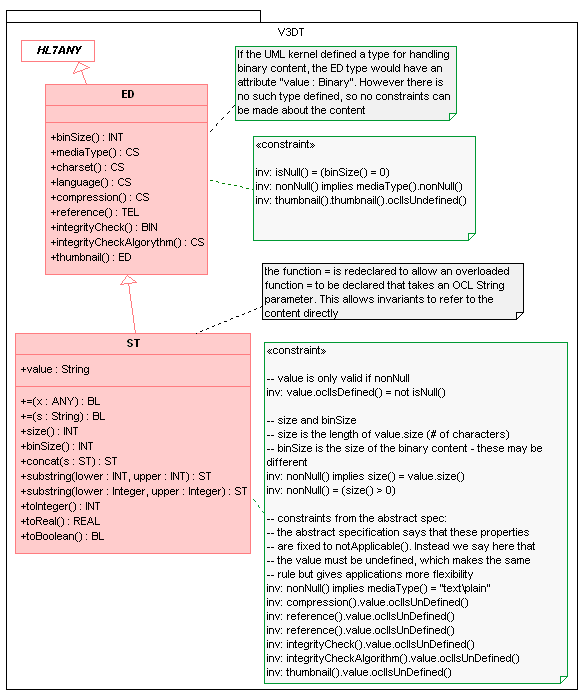 V3DT
HL7ANY
ED
+binSize() : INT
+mediaType() : CS
+charset() : CS
+language() : CS
+compression() : CS
+reference() : TEL
+integrityCheck() : BIN
+integrityCheckAlgorythm() : CS
+thumbnail() : ED
If the UML kernel defined a type for handling
binary content, the ED type would have an
attribute "value : Binary". However there is
no such type defined, so no constraints can
be made about the content
«constraint»
inv: isNull() = (binSize() = 0)
inv: nonNull() implies mediaType().nonNull()
inv: thumbnail().thumbnail().oclIsUndefined()
the function = is redeclared to allow an overloaded
function = to be declared that takes an OCL String
parameter. This allows invariants to refer to the
content directly
ST
+value : String
+=(x : ANY) : BL
+=(s : String) : BL
+size() : INT
+binSize() : INT
+concat(s : ST) : ST
+substring(lower : INT, upper : INT) : ST
+substring(lower : Integer, upper : Integer) : ST
+toInteger() : INT
+toReal() : REAL
+toBoolean() : BL
«constraint»
-- value is only valid if nonNull
inv: value.oclIsDefined() = not isNull()
-- size and binSize
-- size is the length of value.size (# of characters)
-- binSize is the size of the binary content - these may be
different
inv: nonNull() implies size() = value.size()
inv: nonNull() = (size() > 0)
-- constraints from the abstract spec:
-- the abstract specification says that these properties
-- are fixed to notApplicable(). Instead we say here that
-- the value must be undefined, which makes the same
-- rule but gives applications more flexibility
inv: nonNull() implies mediaType() = "text\plain"
inv: compression().value.oclIsUnDefined()
inv: reference().value.oclIsUnDefined()
inv: reference().value.oclIsUnDefined()
inv: integrityCheck().value.oclIsUnDefined()
inv: integrityCheckAlgorithm().value.oclIsUnDefined()
inv: thumbnail().value.oclIsUnDefined()